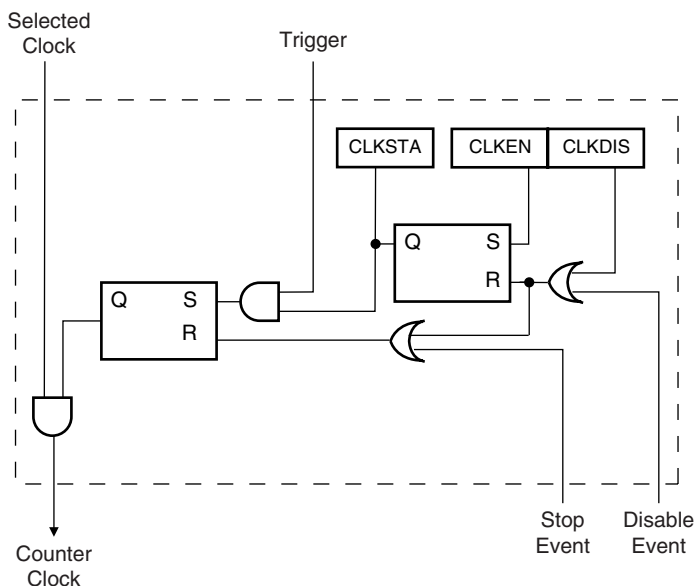 Selected
Clock
Trigger
CLKSTA
CLKEN
CLKDIS
Q
S
R
Q
S
R
Stop
Event
Disable
Event
Counter
Clock